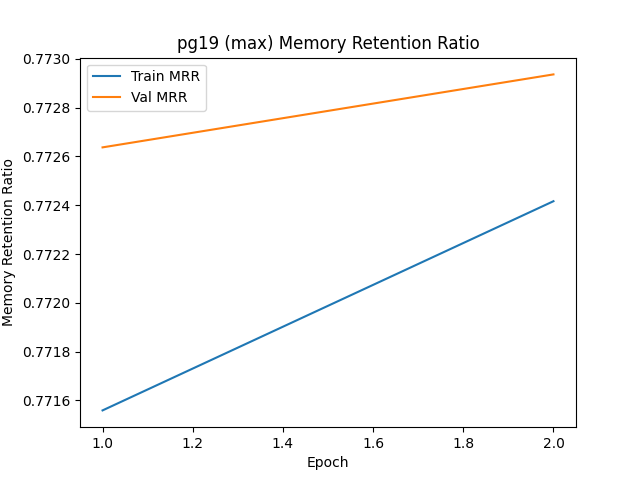 pg19 (max) Memory Retention Ratio
Train MRR
Val MRR
Memory Retention Ratio
0.7730
0.7728
0.7726
0.7724
0.7722
0.7720
0.7718
0.7716
1.0 1.2 1.4 1.6 1.8 2.0
Epoch